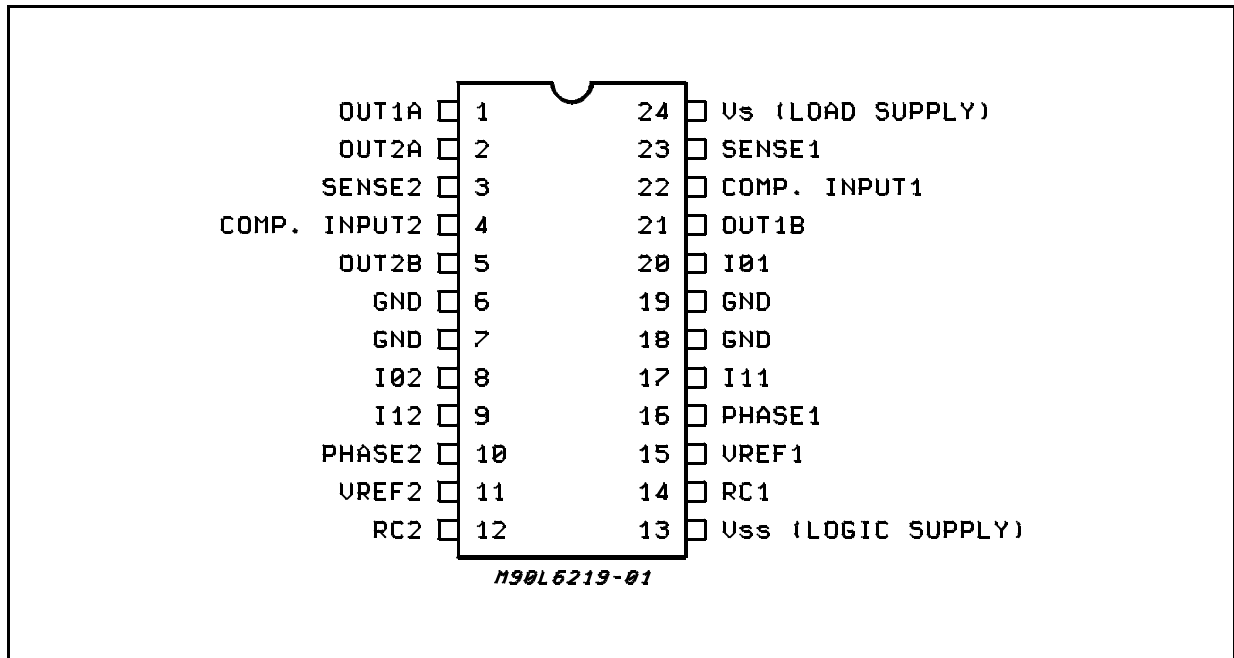 OUT1A 1 24 Vs (LOAD SUPPLY)
OUT2A 2 23 SENSE1
SENSE2 3 22 COMP. INPUT1
COMP. INPUT2 4 21 OUT1B
OUT2B 5 20 I01
GND 6 19 GND
GND 7 18 GND
I02 8 17 I11
I12 9 16 PHASE1
PHASE2 10 15 VREF1
VREF2 11 14 RC1
RC2 12 13 Vss (LOGIC SUPPLY)
M90L6219-01